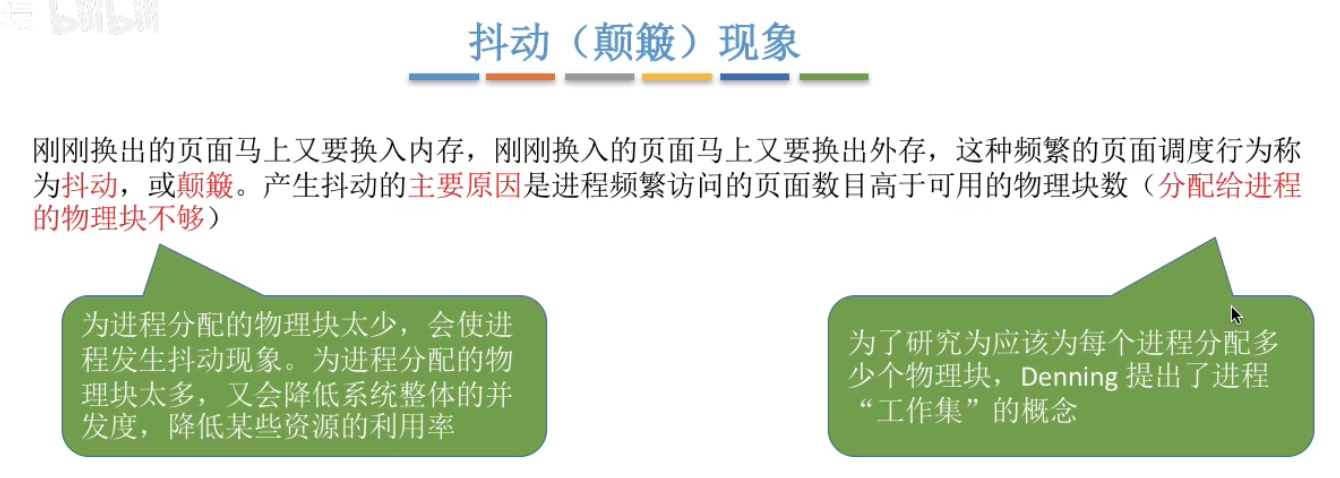 抖动（颠簸）现象
刚刚换出的页面马上又要换入内存，刚刚换入的页面马上又要换出外存，这种频繁的页面调度行为称
为抖动，或颠簸。产生抖动的主要原因是进程频繁访问的页面数目高于可用的物理块数（分配给进程
的物理块不够）
为进程分配的物理块太少，会使进
程发生抖动现象。为进程分配的物
理块太多，又会降低系统整体的并
发度，降低某些资源的利用率
为了研究为应该为每个进程分配多
少个物理块，Denning 提出了进程
“工作集”的概念